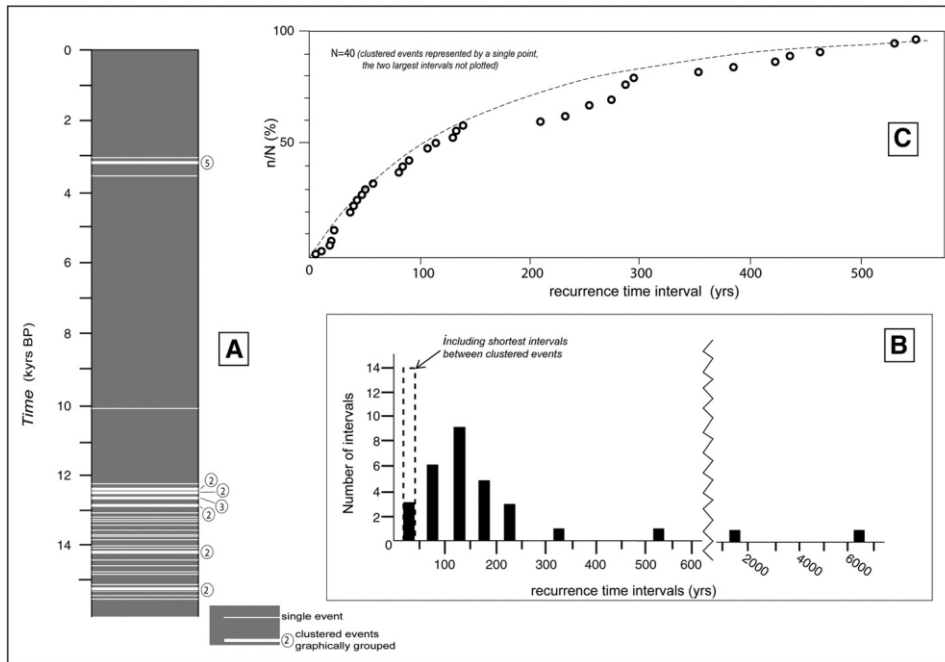 0
2
4
6
8
10
12
14
Time (kyrs BP)
A
5
2
2
3
2
2
2
single event
2 clustered events
graphically grouped
100
50
0
n/N (%)
N=40 (clustered events represented by a single point,
the two largest intervals not plotted)
C
0 100 200 300 400 500
recurrence time interval (yrs)
B
including shortest intervals
between clustered events
14
12
10
8
6
4
2
0
Number of intervals
100 200 300 400 500 600 2000 4000 6000
recurrence time intervals (yrs)